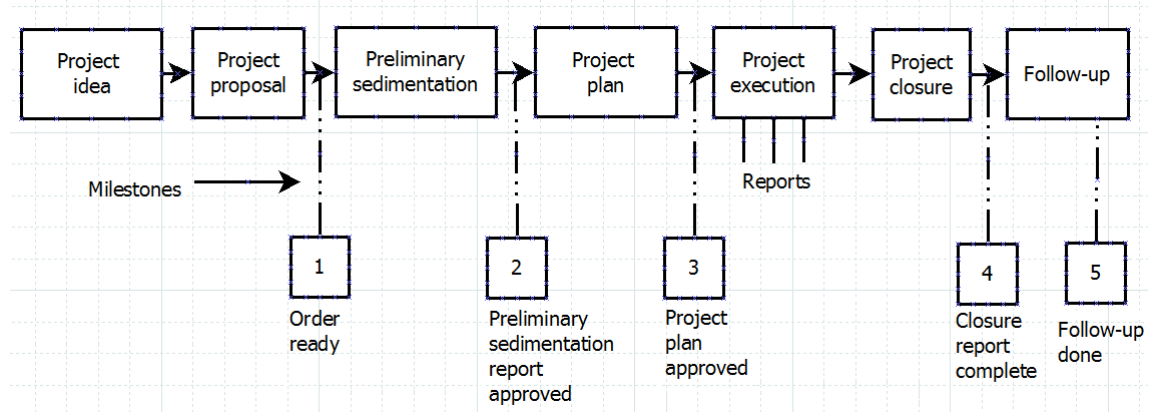 Project
idea
Project
proposal
Preliminary
sedimentation
Project
plan
Project
execution
Project
closure
Follow-up
Milestones
Reports
1
2
3
4
5
Order
ready
Preliminary
sedimentation
report
approved
Project
plan
approved
Closure
report
complete
Follow-up
done